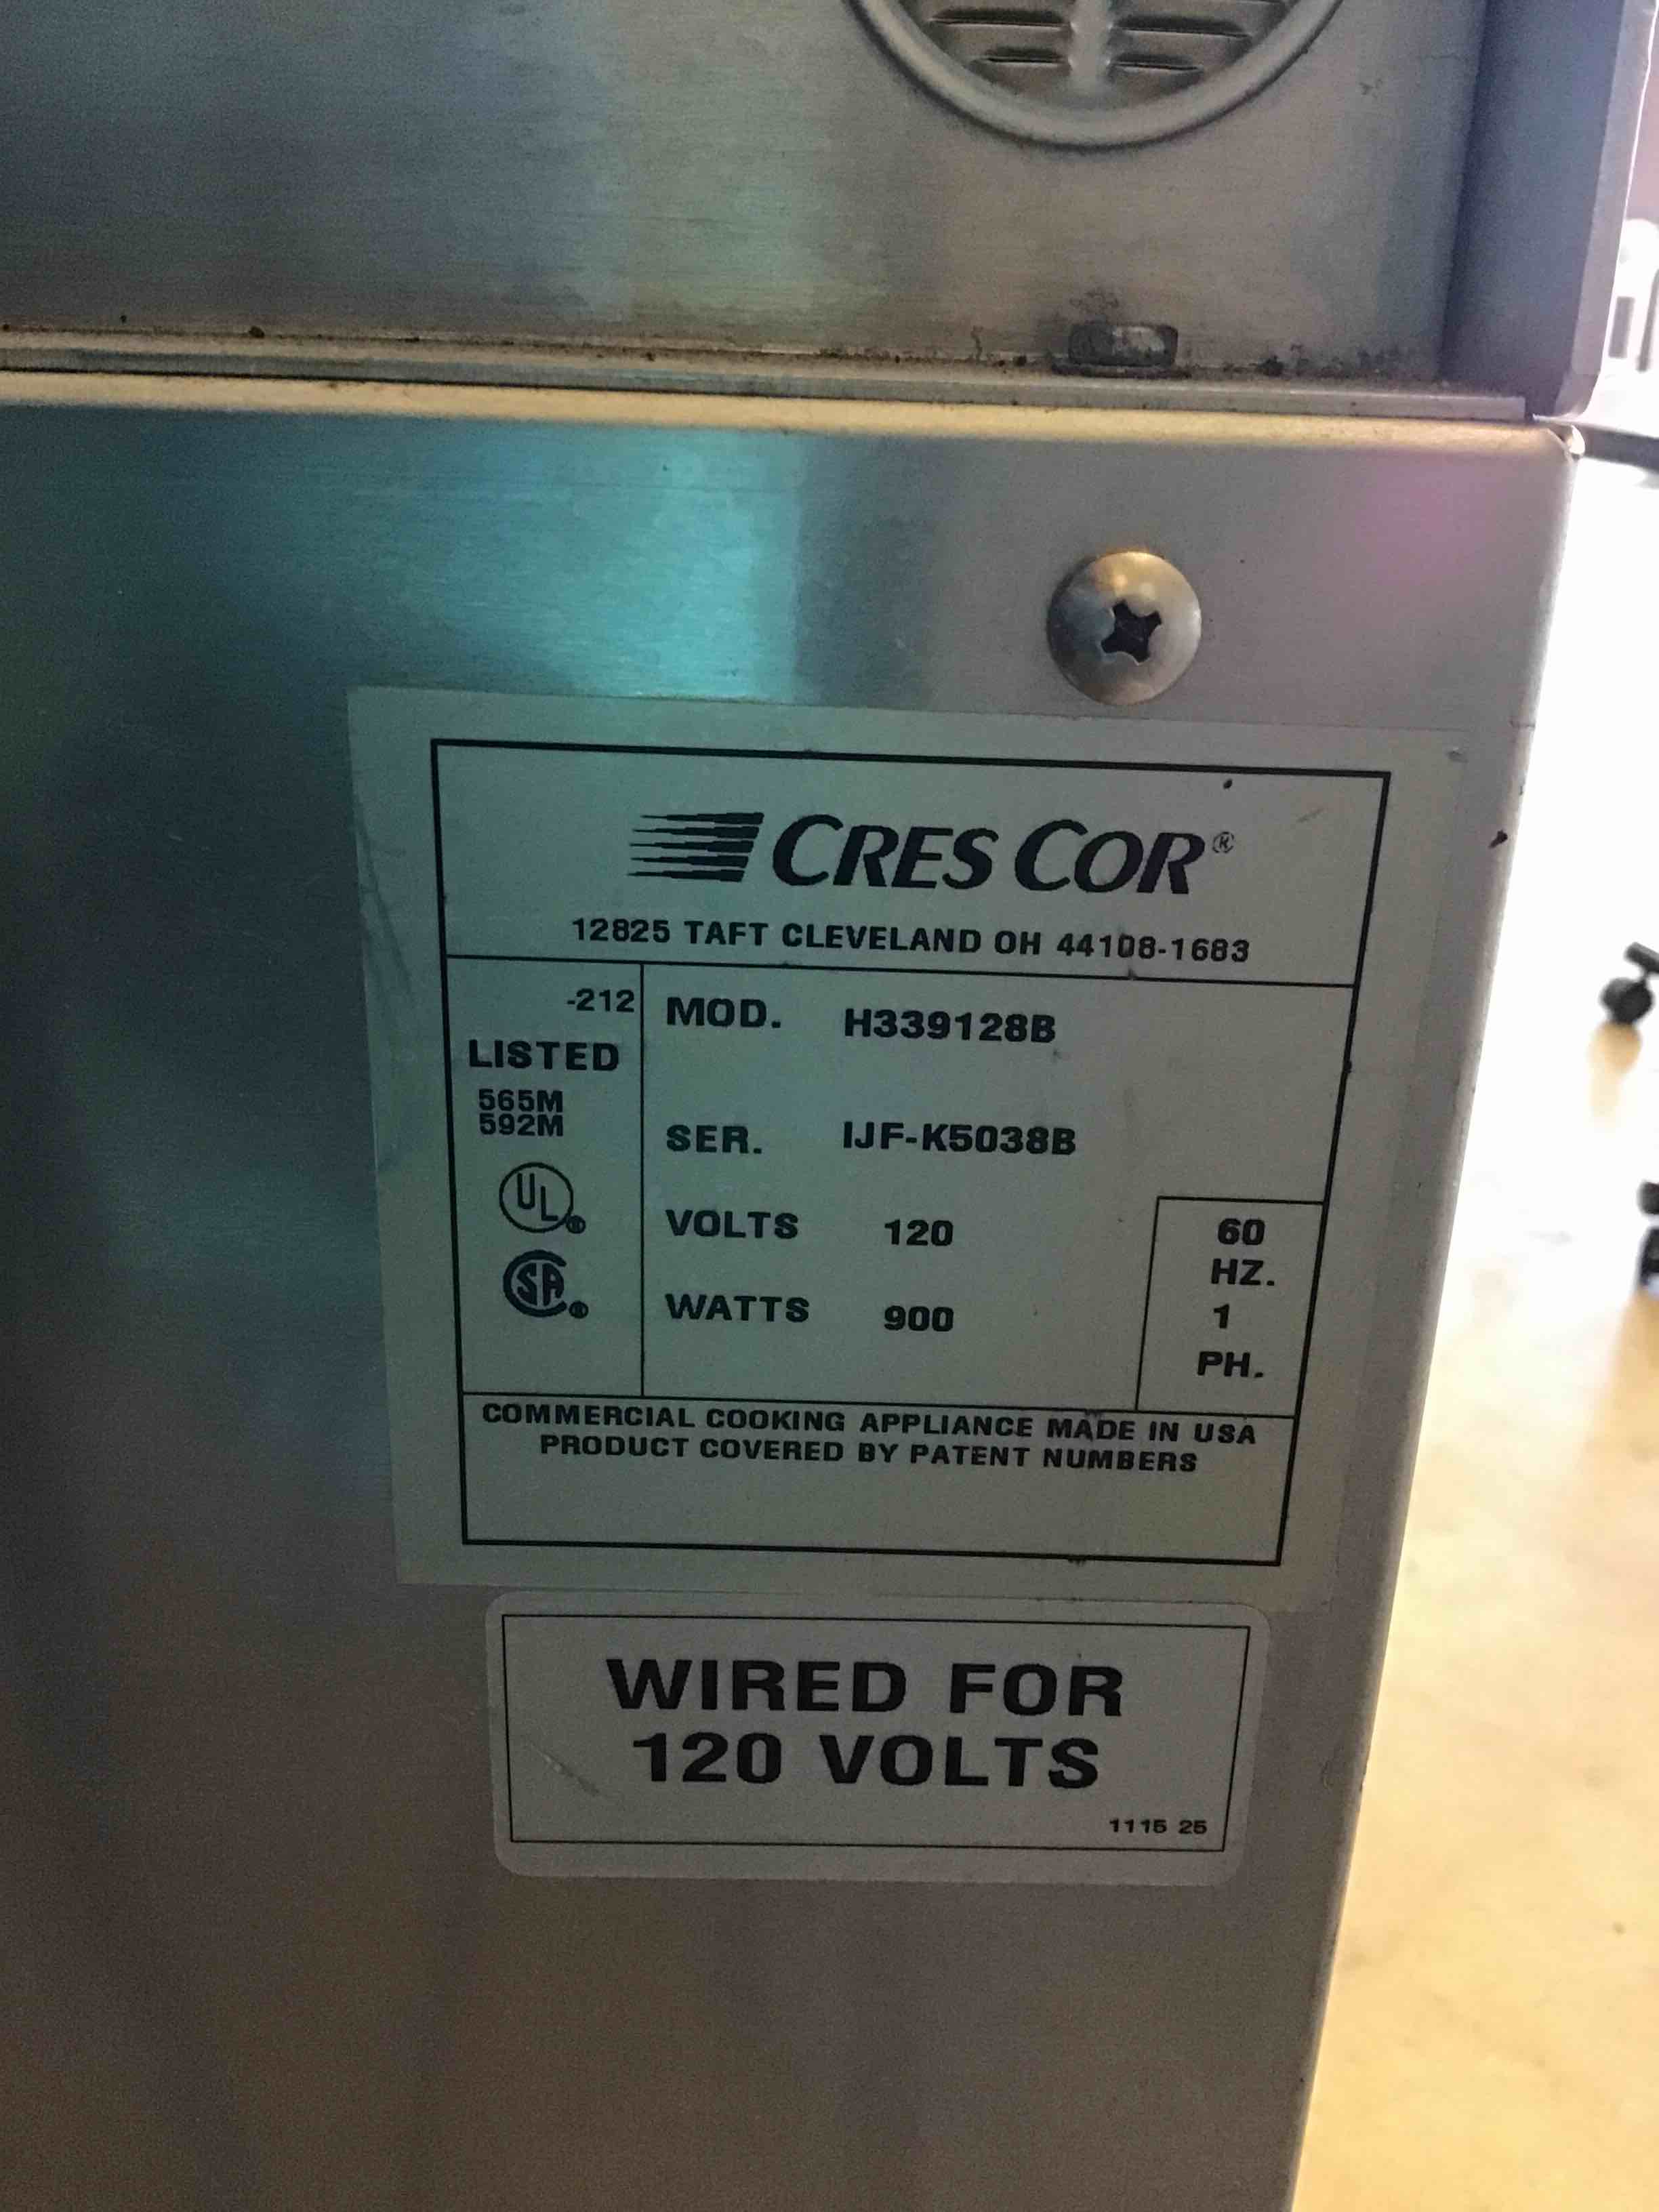 CRES COR®
12825 TAFT CLEVELAND OH 44108-1683
-212
LISTED
565M
592M
UL®
SA®
MOD. H339128B
SER. IJF-K5038B
VOLTS 120
WATTS 900
60
HZ.
1
PH.
COMMERCIAL COOKING APPLIANCE MADE IN USA
PRODUCT COVERED BY PATENT NUMBERS
WIRED FOR
120 VOLTS
1115 25